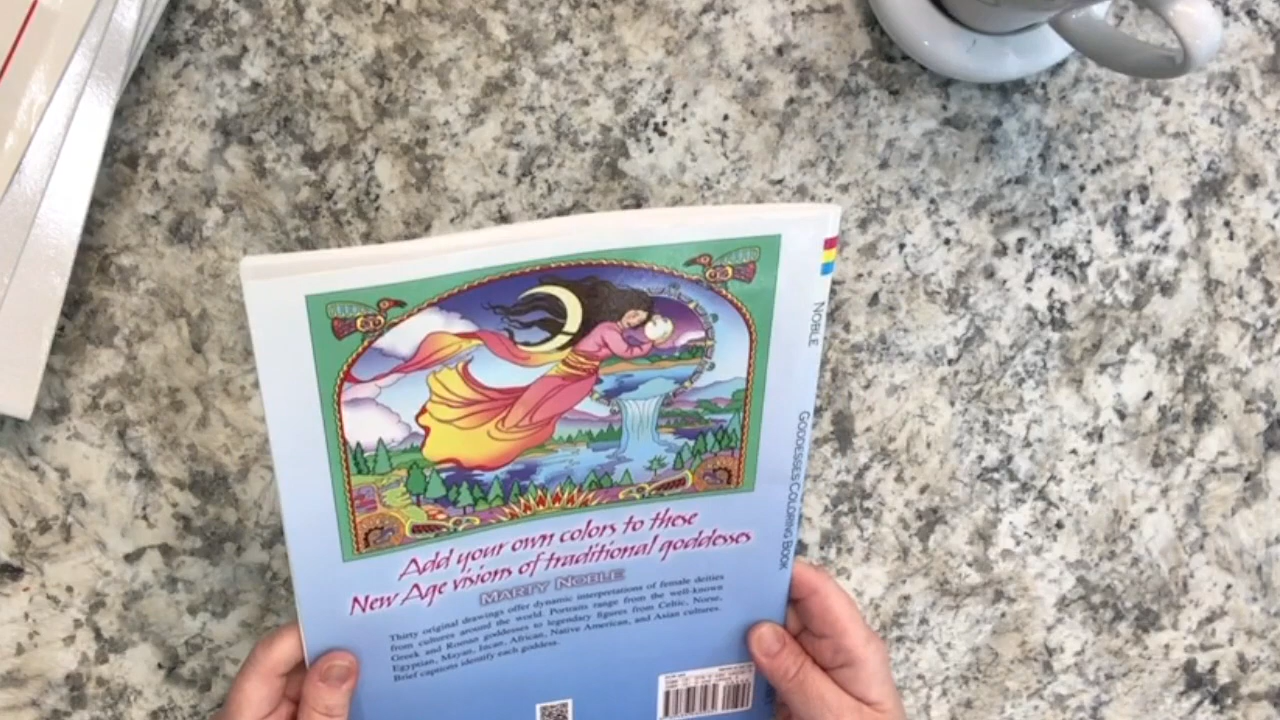 Add your own colors to these
New Age visions of traditional goddesses
MARTY NOBLE
Thirty original drawings offer dynamic interpretations of female deities
from cultures around the world. Portraits range from the well-known
Greek and Roman goddesses to legendary figures from Celtic, Norse,
Egyptian, Mayan, Incan, African, Native American, and Asian cultures.
Brief captions identify each goddess.
NOBLE
GODDESSES COLORING BOOK